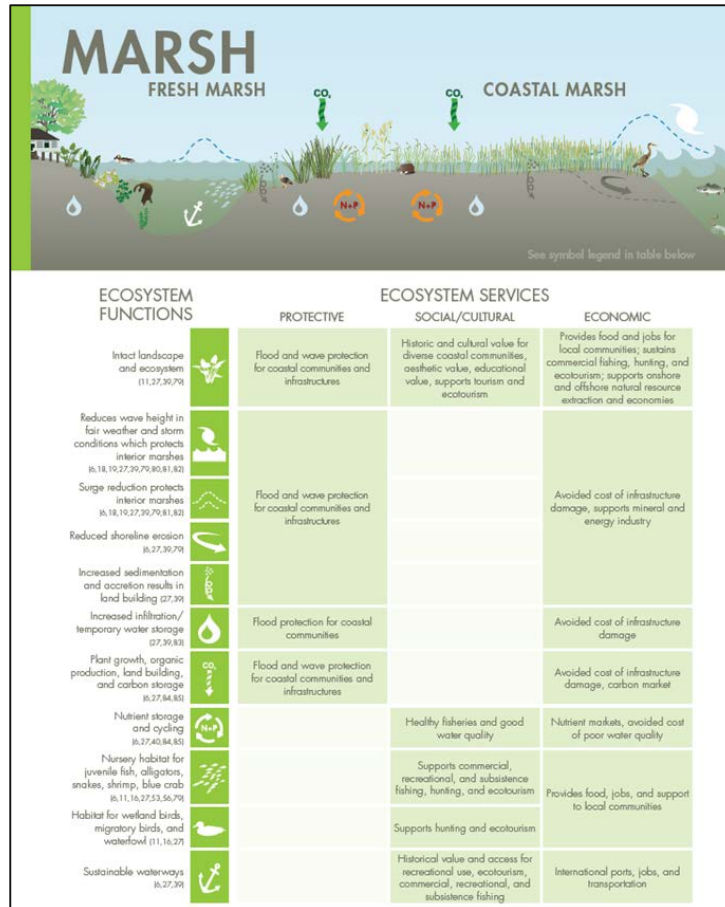 MARSH
FRESH MARSH
COASTAL MARSH
CO₂
CO₂
N+P
N+P
See symbol legend in table below
ECOSYSTEM
FUNCTIONS
ECOSYSTEM SERVICES
PROTECTIVE
SOCIAL/CULTURAL
ECONOMIC
Intact landscape
and ecosystem
(11,27,39,79)
Flood and wave protection
for coastal communities and
infrastructures
Historic and cultural value for
diverse coastal communities,
aesthetic value, educational
value, supports tourism and
ecotourism
Provides food and jobs for
local communities; sustains
commercial fishing, hunting, and
ecotourism; supports onshore
and offshore natural resource
extraction and economies
Reduces wave height in
fair weather and storm
conditions which protects
interior marshes
(6,18,19,27,39,79,80,81,82)
Surge reduction protects
interior marshes
(6,18,19,27,39,79,81,82)
Reduced shoreline erosion
(6,27,39,79)
Increased sedimentation
and accretion results in
land building (27,39)
Flood and wave protection
for coastal communities and
infrastructures
Avoided cost of infrastructure
damage, supports mineral and
energy industry
Increased infiltration/
temporary water storage
(27,39,83)
Flood protection for coastal
communities
Avoided cost of infrastructure
damage
Plant growth, organic
production, land building,
and carbon storage
(6,27,84,85)
CO₂
Flood and wave protection
for coastal communities and
infrastructures
Avoided cost of infrastructure
damage, carbon market
Nutrient storage
and cycling
(6,27,40,84,85)
N+P
Healthy fisheries and good
water quality
Nutrient markets, avoided cost
of poor water quality
Nursery habitat for
juvenile fish, alligators,
snakes, shrimp, blue crab
(6,11,16,27,53,56,79)
Supports commercial,
recreational, and subsistence
fishing, hunting, and ecotourism
Provides food, jobs, and support
to local communities
Habitat for wetland birds,
migratory birds, and
waterfowl (11,16,27)
Supports hunting and ecotourism
Sustainable waterways
(6,27,39)
Historical value and access for
recreational use, ecotourism,
commercial, recreational, and
subsistence fishing
International ports, jobs, and
transportation